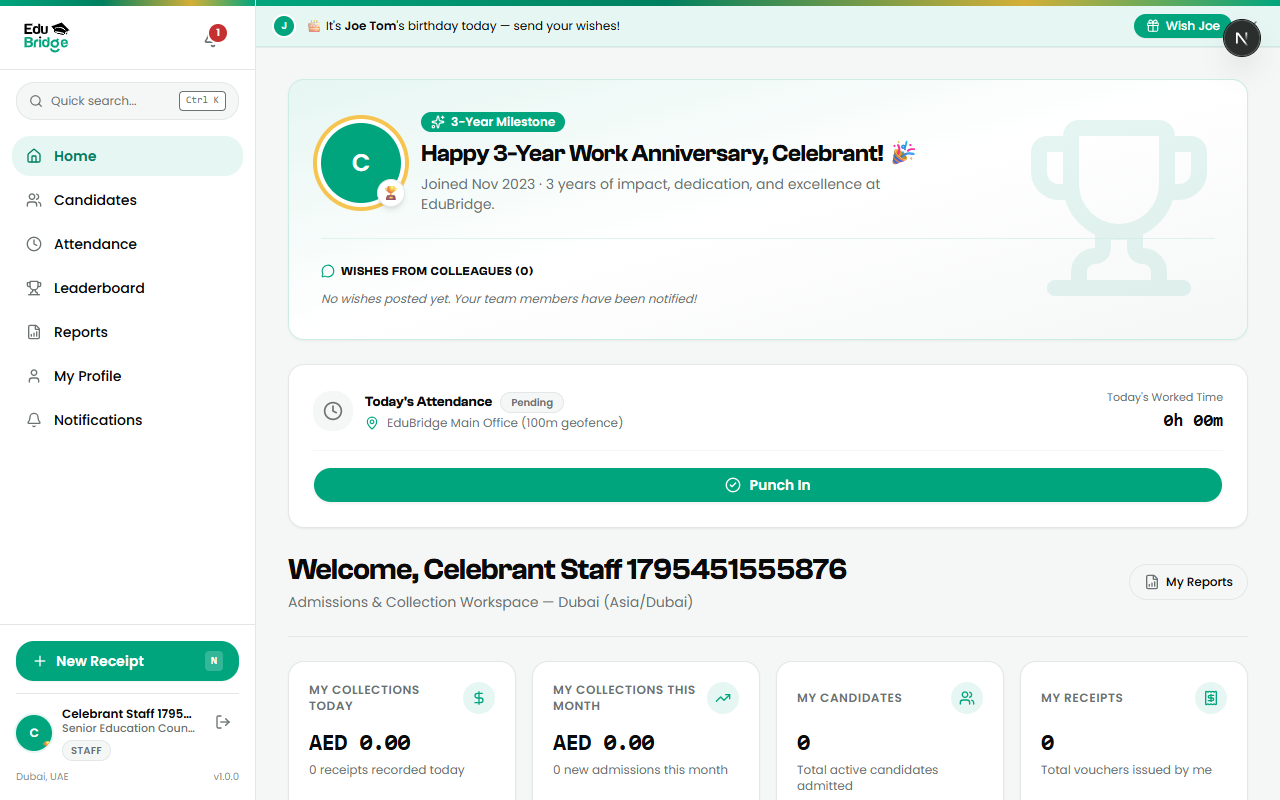 Edu
Bridge
1
Quick search...
Ctrl K
Home
Candidates
Attendance
Leaderboard
Reports
My Profile
Notifications
New Receipt
N
C
Celebrant Staff 1795...
Senior Education Coun...
STAFF
Dubai, UAE
v1.0.0
J
It's Joe Tom's birthday today — send your wishes!
Wish Joe
N
C
3-Year Milestone
Happy 3-Year Work Anniversary, Celebrant! 🎉
Joined Nov 2023 · 3 years of impact, dedication, and excellence at
EduBridge.
WISHES FROM COLLEAGUES (0)
No wishes posted yet. Your team members have been notified!
Today's Attendance
Pending
EduBridge Main Office (100m geofence)
Today's Worked Time
0h 00m
Punch In
Welcome, Celebrant Staff 1795451555876
Admissions & Collection Workspace — Dubai (Asia/Dubai)
My Reports
MY COLLECTIONS
TODAY
AED 0.00
0 receipts recorded today
MY COLLECTIONS THIS
MONTH
AED 0.00
0 new admissions this month
MY CANDIDATES
0
Total active candidates
admitted
MY RECEIPTS
0
Total vouchers issued by me